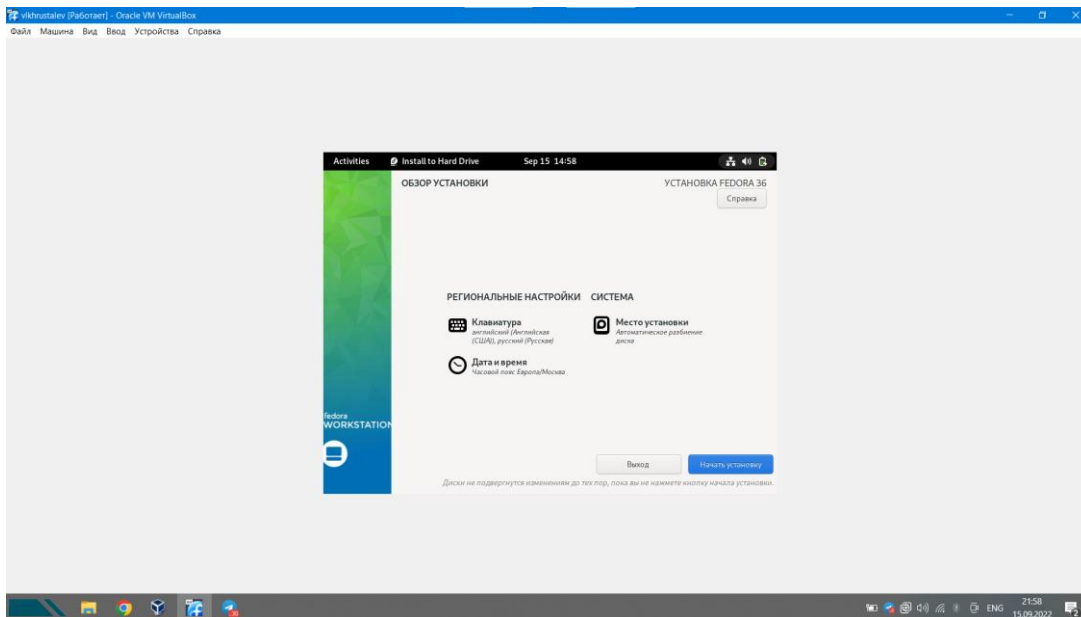 vlkhrustalev [Работает] - Oracle VM VirtualBox
Файл Машина Вид Ввод Устройства Справка
Activities Install to Hard Drive Sep 15 14:58
ОБЗОР УСТАНОВКИ
УСТАНОВКА FEDORA 36
Справка
РЕГИОНАЛЬНЫЕ НАСТРОЙКИ
СИСТЕМА
Клавиатура
английский (Английская
(США)), русский (Русская)
Место установки
Автоматическое разбиение
диска
Дата и время
Часовой пояс Европа/Москва
fedora
WORKSTATION
Выход
Начать установку
Диски не подвергнутся изменениям до тех пор, пока вы не нажмете кнопку начала установки.
ENG
21:58
15.09.2022